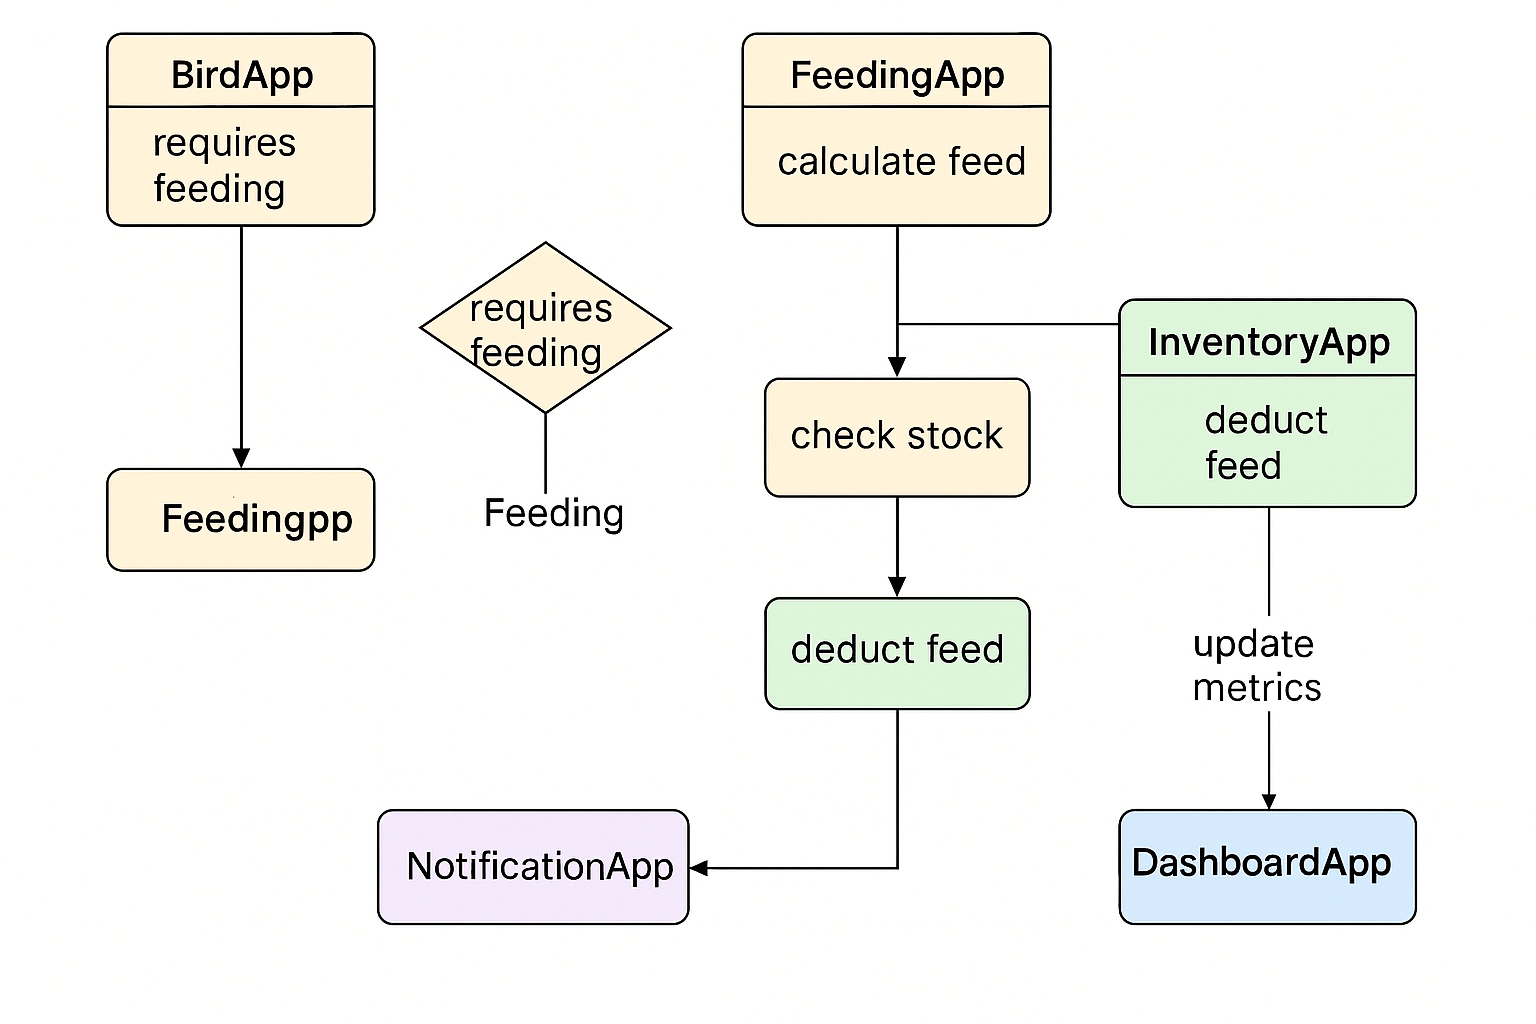 BirdApp
requires
feeding
Feedingpp
requires
feeding
Feeding
FeedingApp
calculate feed
check stock
deduct feed
NotificationApp
InventoryApp
deduct
feed
update
metrics
DashboardApp